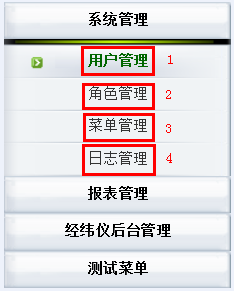 系统管理
用户管理 1
角色管理 2
菜单管理 3
日志管理 4
报表管理
经纬仪后台管理
测试菜单